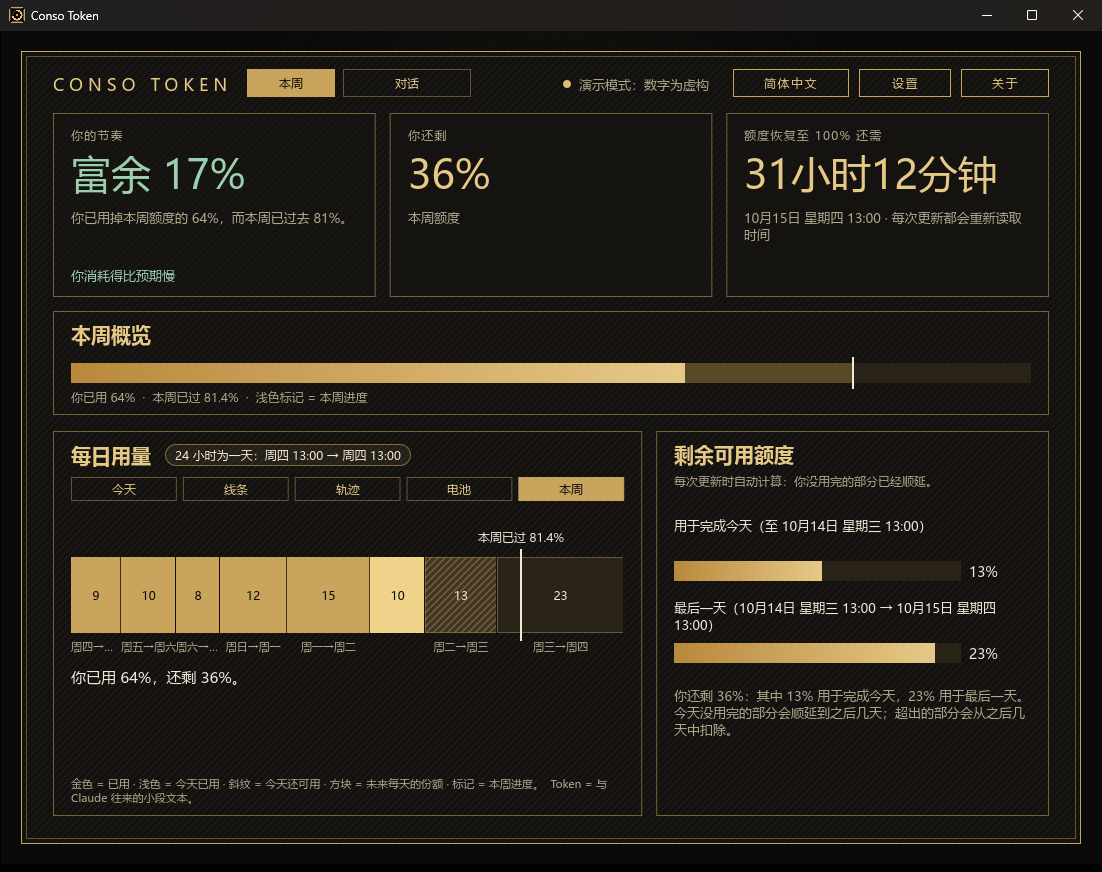 Conso Token
CONSO TOKEN
本周
对话
演示模式：数字为虚构
简体中文
设置
关于
你的节奏
富余 17%
你已用掉本周额度的 64%，而本周已过去 81%。
你消耗得比预期慢
你还剩
36%
本周额度
额度恢复至 100% 还需
31小时12分钟
10月15日 星期四 13:00 · 每次更新都会重新读取
时间
本周概览
你已用 64% · 本周已过 81.4% · 浅色标记 = 本周进度
每日用量
24 小时为一天：周四 13:00 → 周四 13:00
今天
线条
轨迹
电池
本周
本周已过 81.4%
9
10
8
12
15
10
13
23
周四→…
周五→周六
周六→…
周日→周一
周一→周二
周二→周三
周三→周四
你已用 64%，还剩 36%。
金色 = 已用 · 浅色 = 今天已用 · 斜纹 = 今天还可用 · 方块 = 未来每天的份额 · 标记 = 本周进度。 Token = 与
Claude 往来的小段文本。
剩余可用额度
每次更新时自动计算：你没用完的部分已经顺延。
用于完成今天（至 10月14日 星期三 13:00）
13%
最后一天（10月14日 星期三 13:00 → 10月15日 星期四
13:00）
23%
你还剩 36%：其中 13% 用于完成今天，23% 用于最后一天。
今天没用完的部分会顺延到之后几天；超出的部分会从之后几
天中扣除。